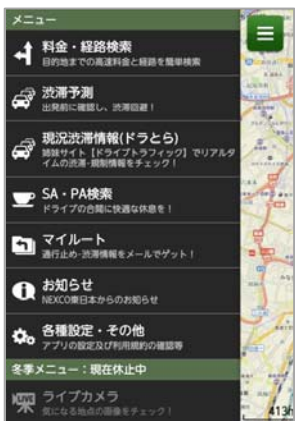 メニュー
料金・経路検索
目的地までの高速料金と経路を簡単検索
渋滞予測
出発前に確認し、渋滞回避！
現況渋滞情報(ドラとら)
姉妹サイト【ドライブトラフィック】でリアルタ
イムの渋滞・規制情報をチェック！
SA・PA検索
ドライブの合間に快適な休息を！
マイルート
通行止め・渋滞情報をメールでゲット！
お知らせ
NEXCO東日本からのお知らせ
各種設定・その他
アプリの設定及び利用規約の確認等
冬季メニュー：現在休止中
LIVE
ライブカメラ
気になる地点の画像をチェック！
413h